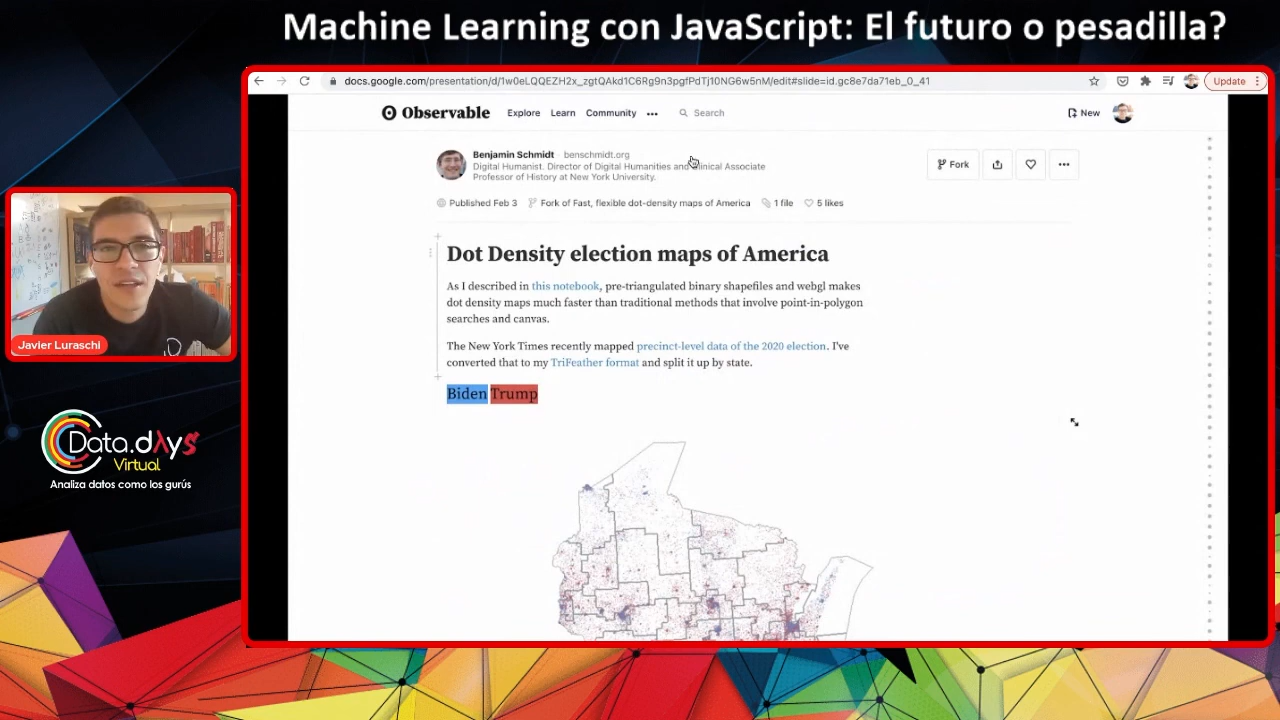 Machine Learning con JavaScript: El futuro o pesadilla?
docs.google.com/presentation/d/1w0eLQQEZH2x_zgtQAkd1C6Rg9n3pgfPdTj10NG6w5nM/edit#slide=id.gc8e7da71eb_0_41
Update
Observable
Explore Learn Community ••• Search
New
Benjamin Schmidt benschmidt.org
Digital Humanist. Director of Digital Humanities and Clinical Associate
Professor of History at New York University.
Fork
Published Feb 3 Fork of Fast, flexible dot-density maps of America 1 file 5 likes
Dot Density election maps of America
As I described in this notebook, pre-triangulated binary shapefiles and webgl makes
dot density maps much faster than traditional methods that involve point-in-polygon
searches and canvas.
The New York Times recently mapped precinct-level data of the 2020 election. I've
converted that to my TriFeather format and split it up by state.
Biden Trump
Javier Luraschi
Data.dAys
Virtual
Analiza datos como los gurús